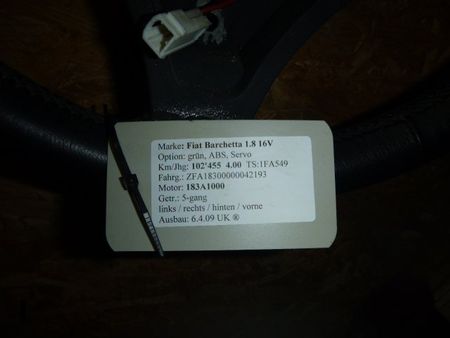 Marke: Fiat Barchetta 1.8 16V
Option: grün, ABS, Servo
Km/Jhg: 102'455 4.00 TS:1FA549
Fahrg.: ZFA18300000042193
Motor: 183A1000
Getr.: 5-gang
links / rechts / hinten / vorne
Ausbau: 6.4.09 UK ®